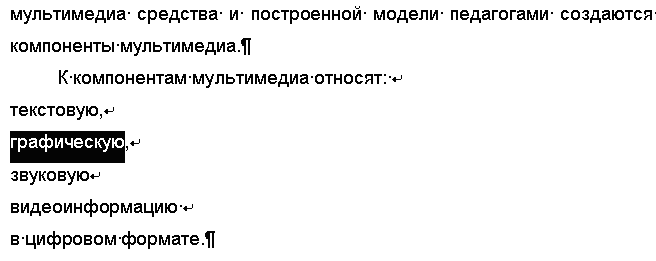 мультимедиа средства и построенной модели педагогами создаются
компоненты мультимедиа.¶
К компонентам мультимедиа относят: ↵
текстовую,↵
графическую,↵
звуковую↵
видеоинформацию ↵
в цифровом формате.¶